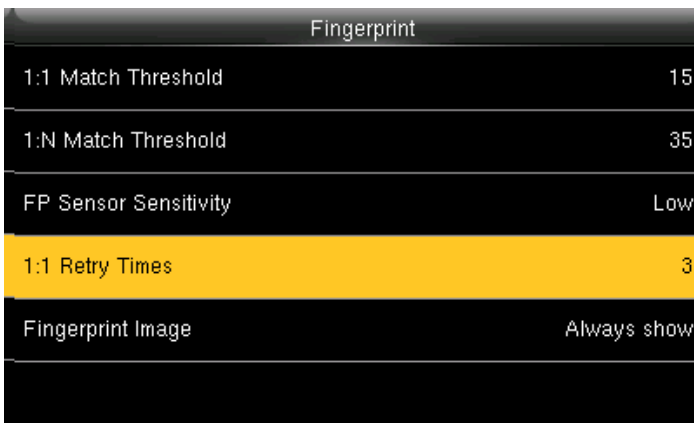 Fingerprint
1:1 Match Threshold 15
1:N Match Threshold 35
FP Sensor Sensitivity Low
1:1 Retry Times 3
Fingerprint Image Always show